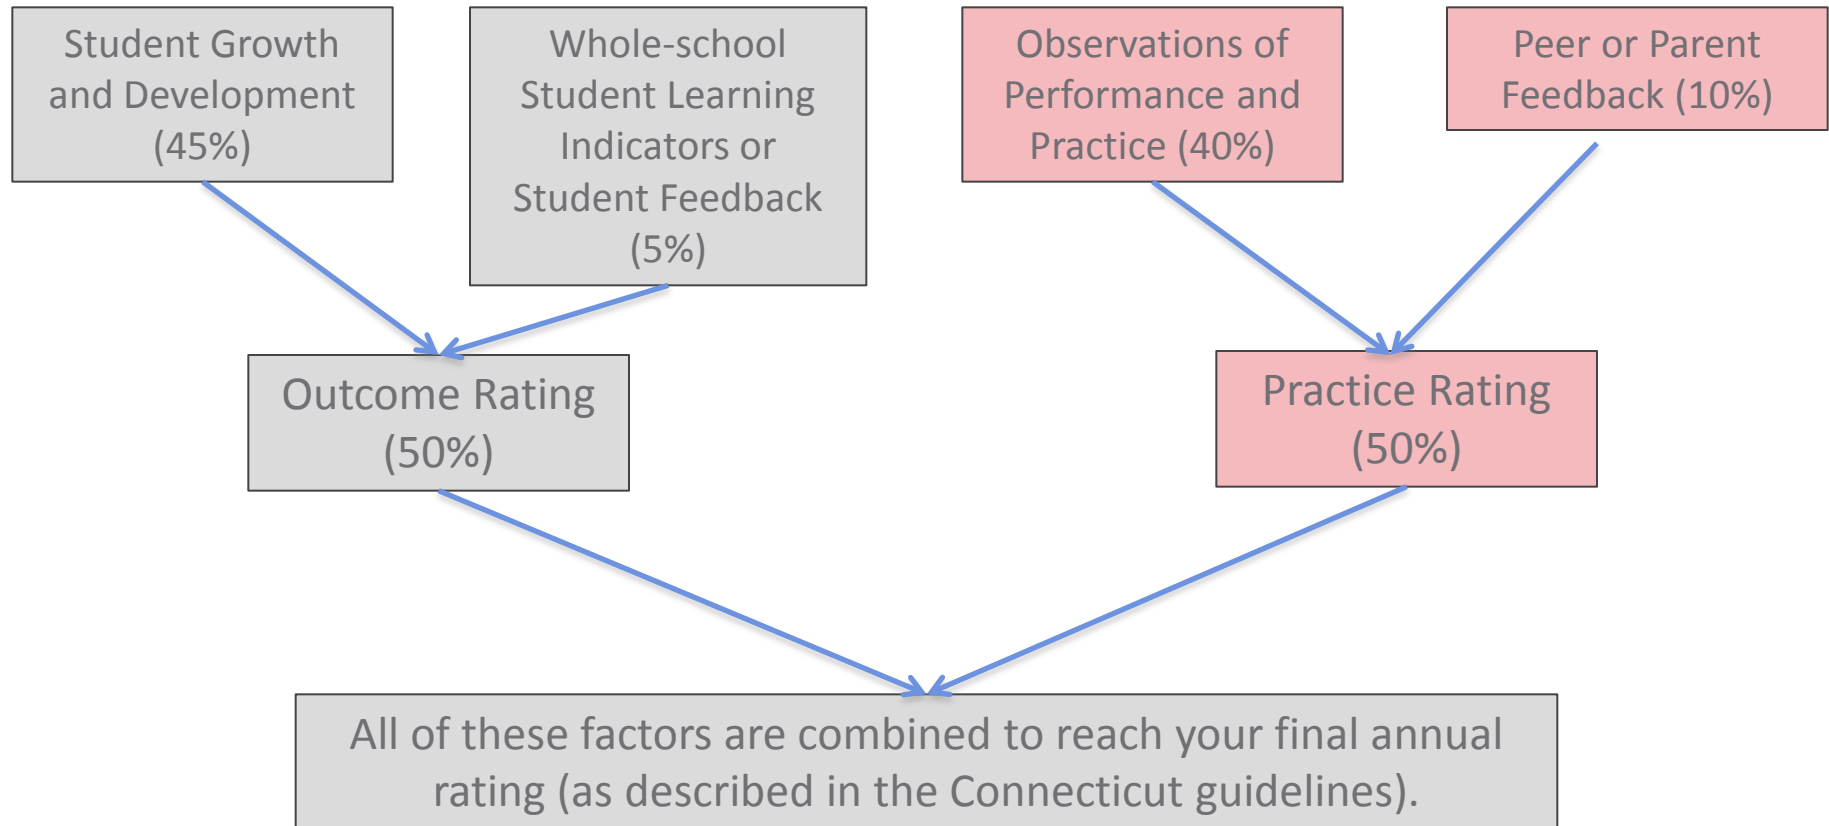 Student Growth
and Development
(45%)
Whole-school
Student Learning
Indicators or
Student Feedback
(5%)
Observations of
Performance and
Practice (40%)
Peer or Parent
Feedback (10%)
Outcome Rating
(50%)
Practice Rating
(50%)
All of these factors are combined to reach your final annual
rating (as described in the Connecticut guidelines).